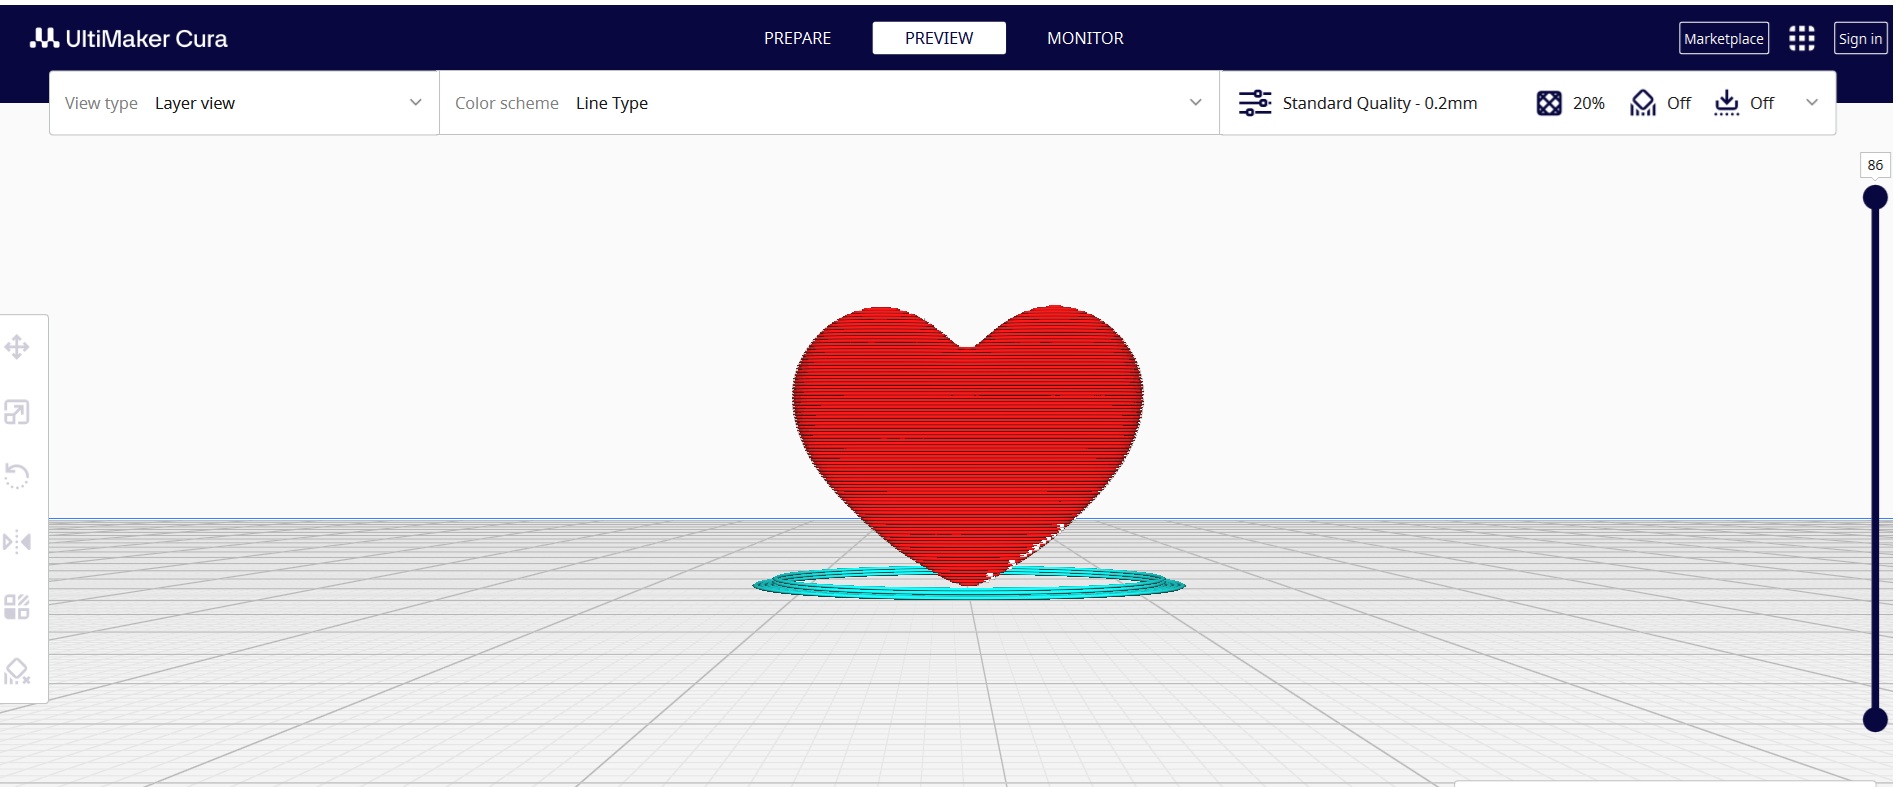 UltiMaker Cura
PREPARE PREVIEW MONITOR
Marketplace Sign in
View type Layer view Color scheme Line Type Standard Quality - 0.2mm 20% Off Off
86